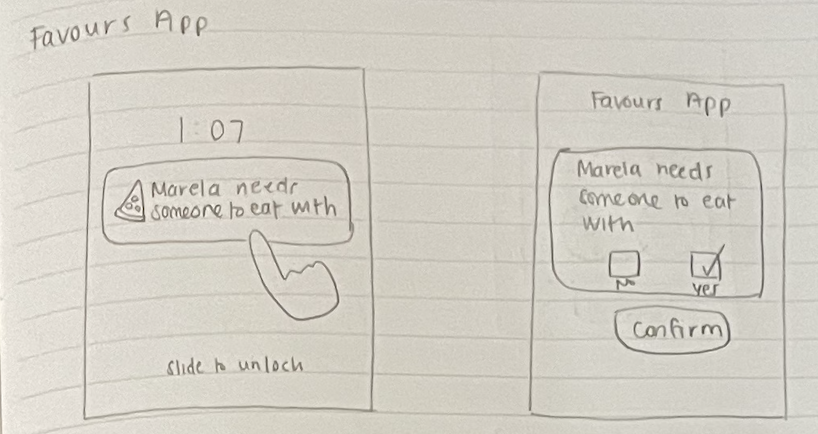 Favours App
1:07
Marela needs
someone to eat with
slide to unlock
Favours App
Marela needs
someone to eat
with
No
yes
Confirm